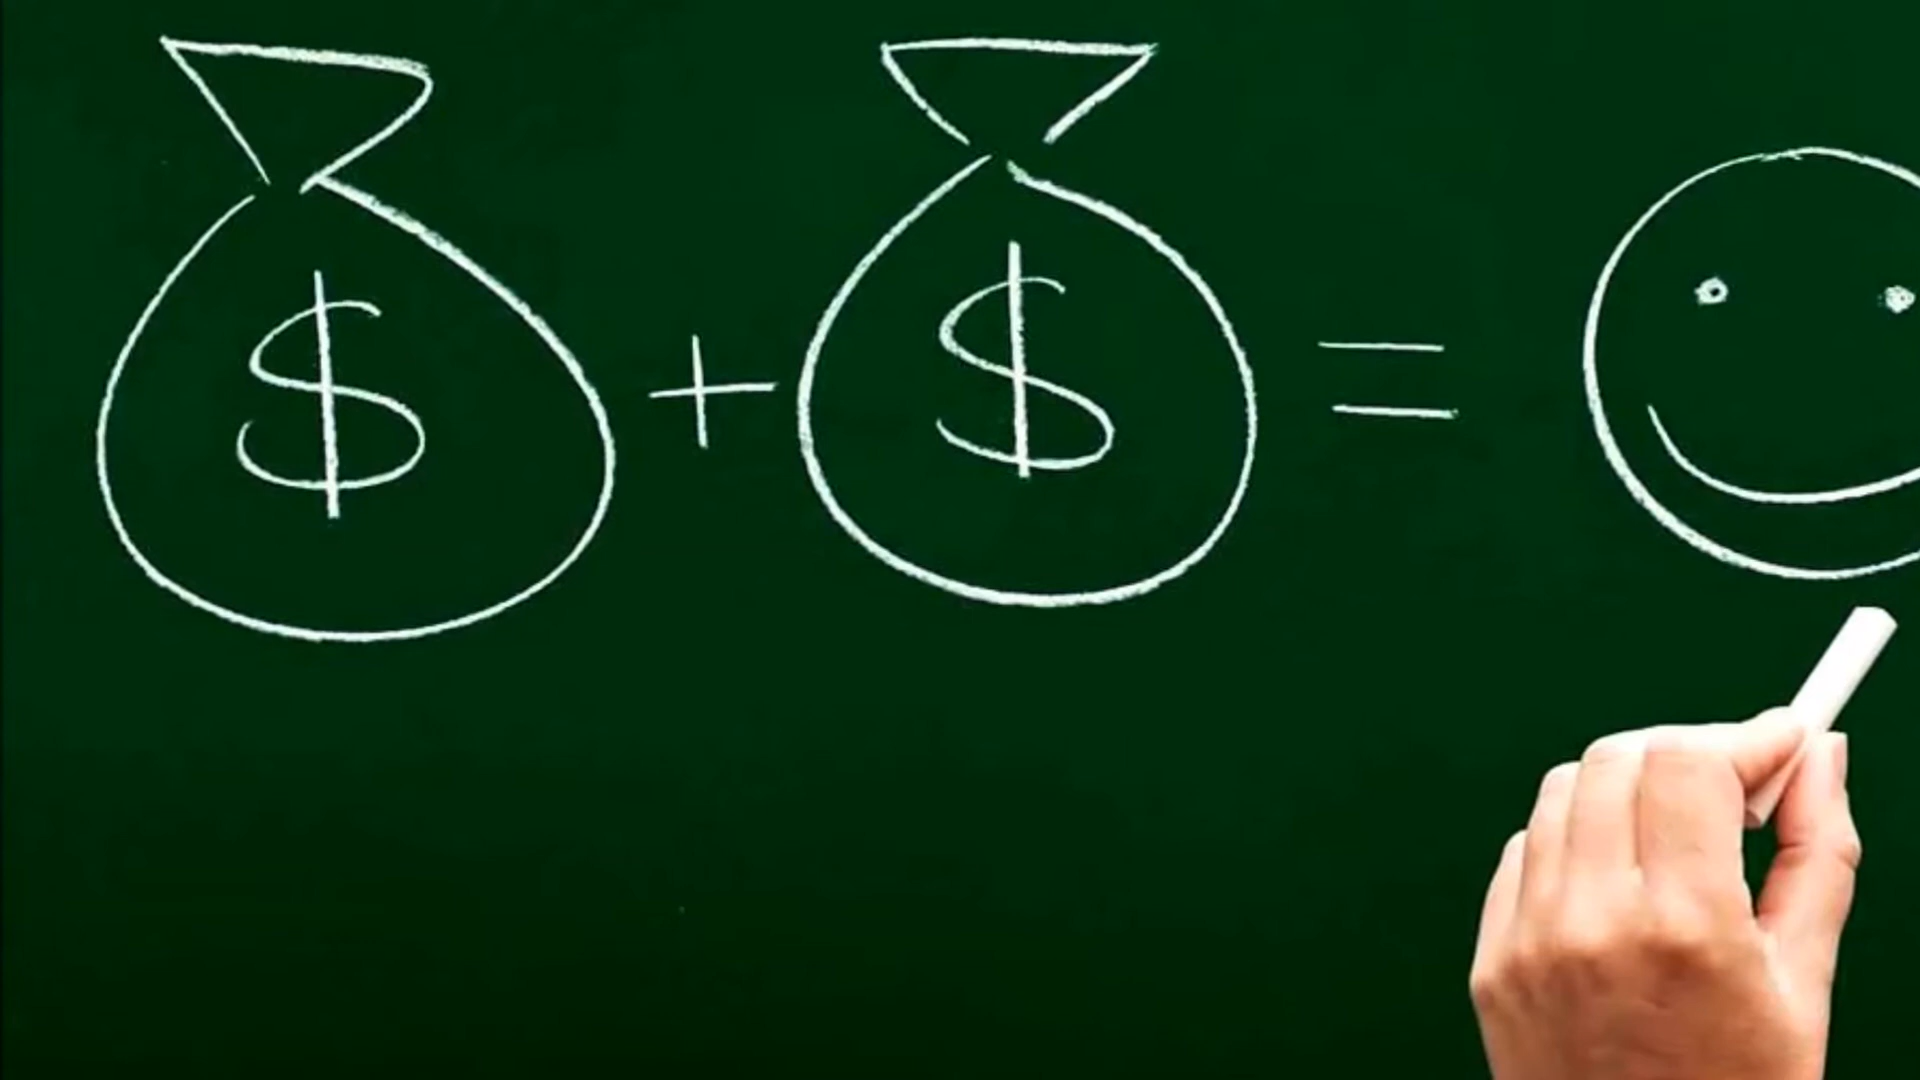 $ + $ =